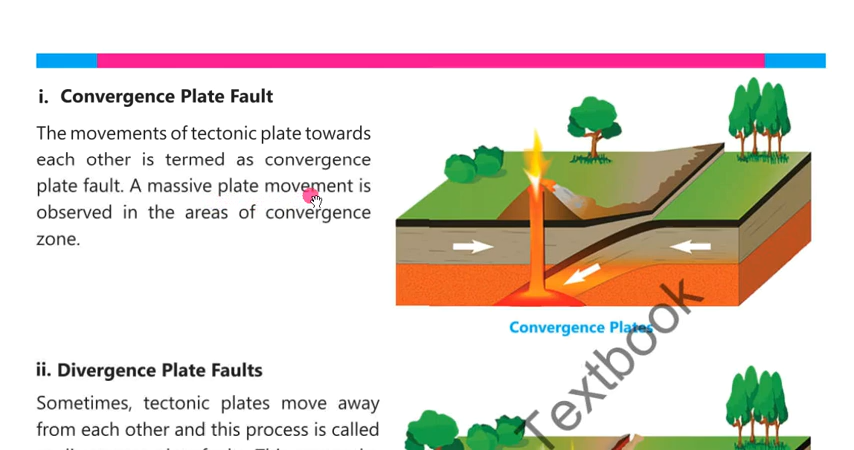 i. Convergence Plate Fault
The movements of tectonic plate towards
each other is termed as convergence
plate fault. A massive plate movement is
observed in the areas of convergence
zone.
Convergence Plates
ii. Divergence Plate Faults
Sometimes, tectonic plates move away
from each other and this process is called
Textbook